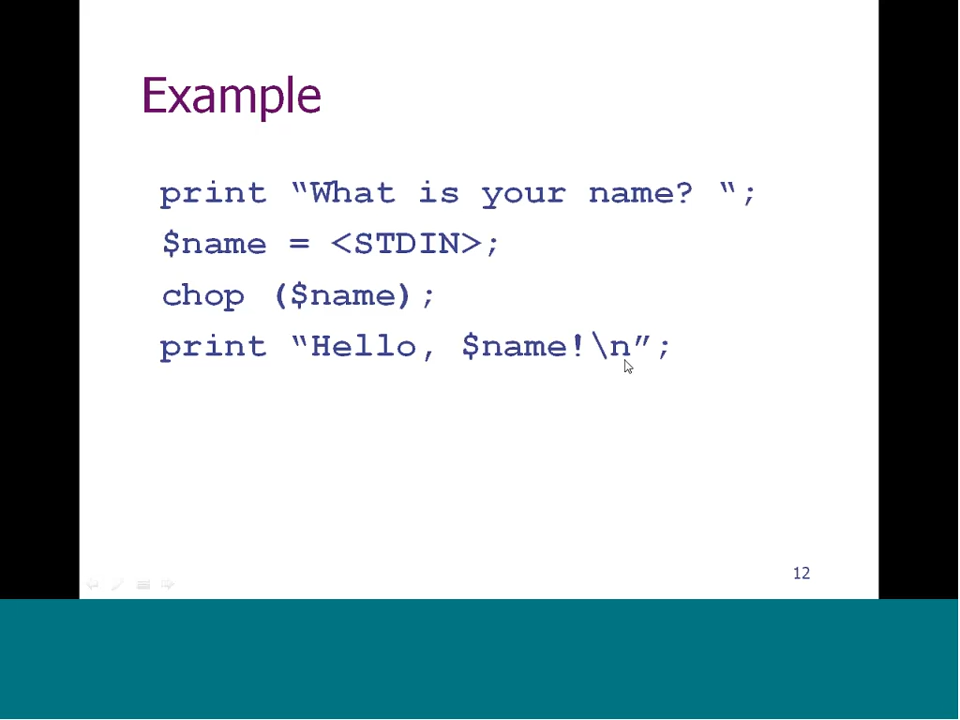 Example
print “What is your name? “;
$name = <STDIN>;
chop ($name);
print “Hello, $name!\n”;
12